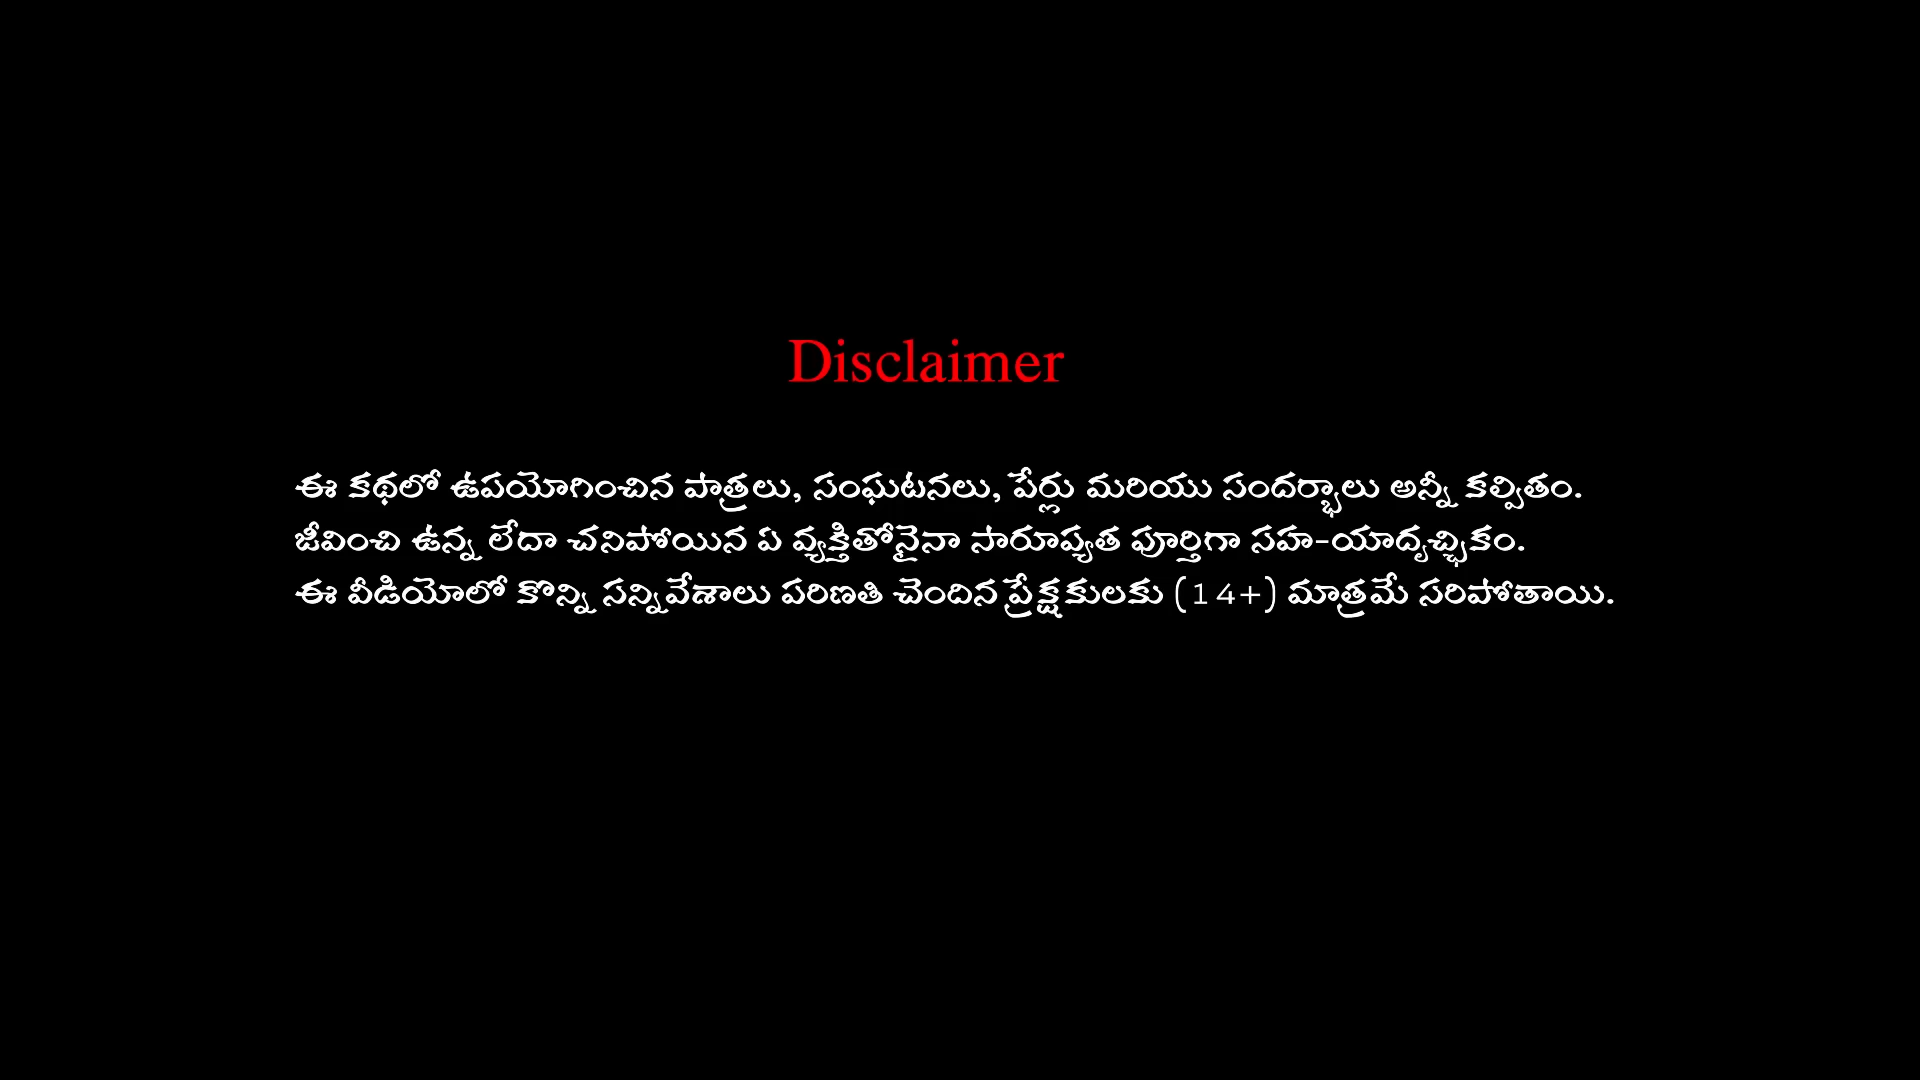 Disclaimer
ఈ కథలో ఉపయోగించిన పాత్రలు, సంఘటనలు, పేర్లు మరియు సందర్భాలు అన్నీ కల్పితం.
జీవించి ఉన్న లేదా చనిపోయిన ఏ వ్యక్తితోనైనా సారూప్యత పూర్తిగా సహ-యాదృచ్ఛికం.
ఈ వీడియోలో కొన్ని సన్నివేశాలు పరిణతి చెందిన ప్రేక్షకులకు (14+) మాత్రమే సరిపోతాయి.